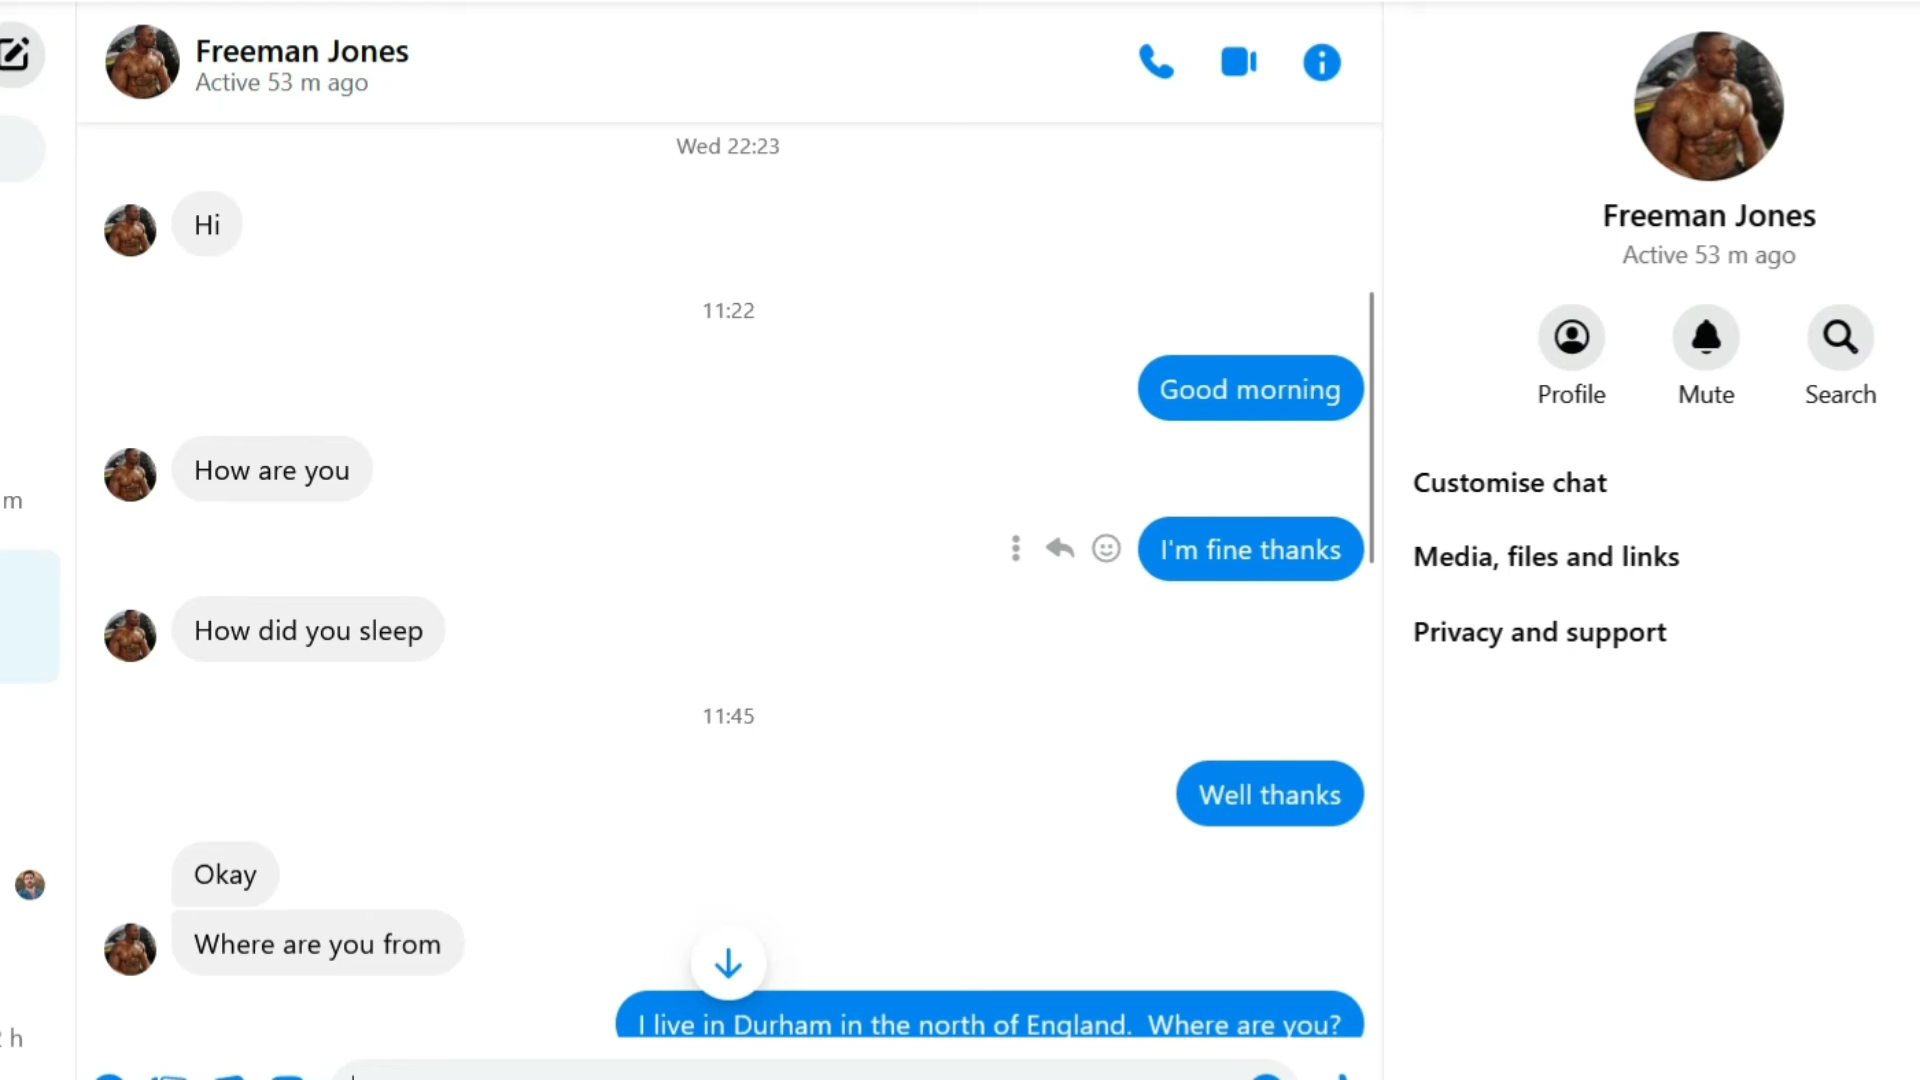 Freeman Jones
Active 53 m ago
Wed 22:23
Hi
11:22
Good morning
How are you
I'm fine thanks
How did you sleep
11:45
Well thanks
Okay
Where are you from
I live in Durham in the north of England.  Where are you?
Freeman Jones
Active 53 m ago
Profile
Mute
Search
Customise chat
Media, files and links
Privacy and support
m
h